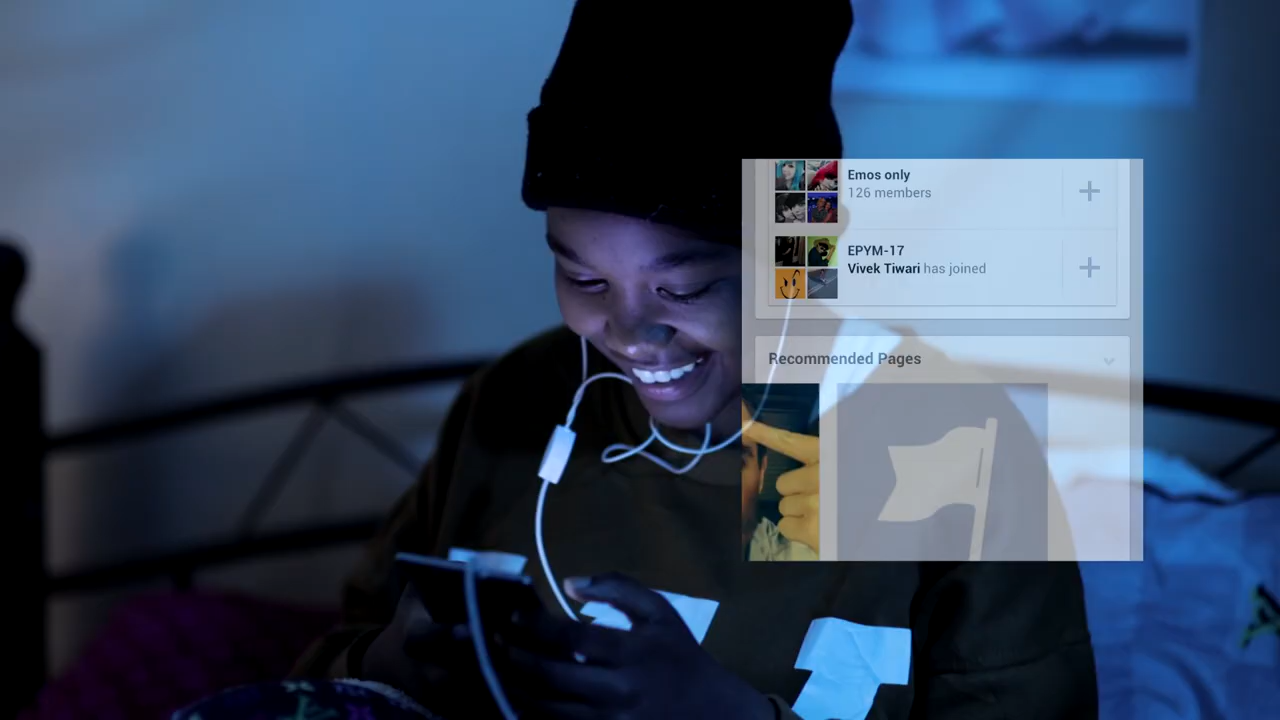 Emos only
126 members
EPYM-17
Vivek Tiwari has joined
Recommended Pages